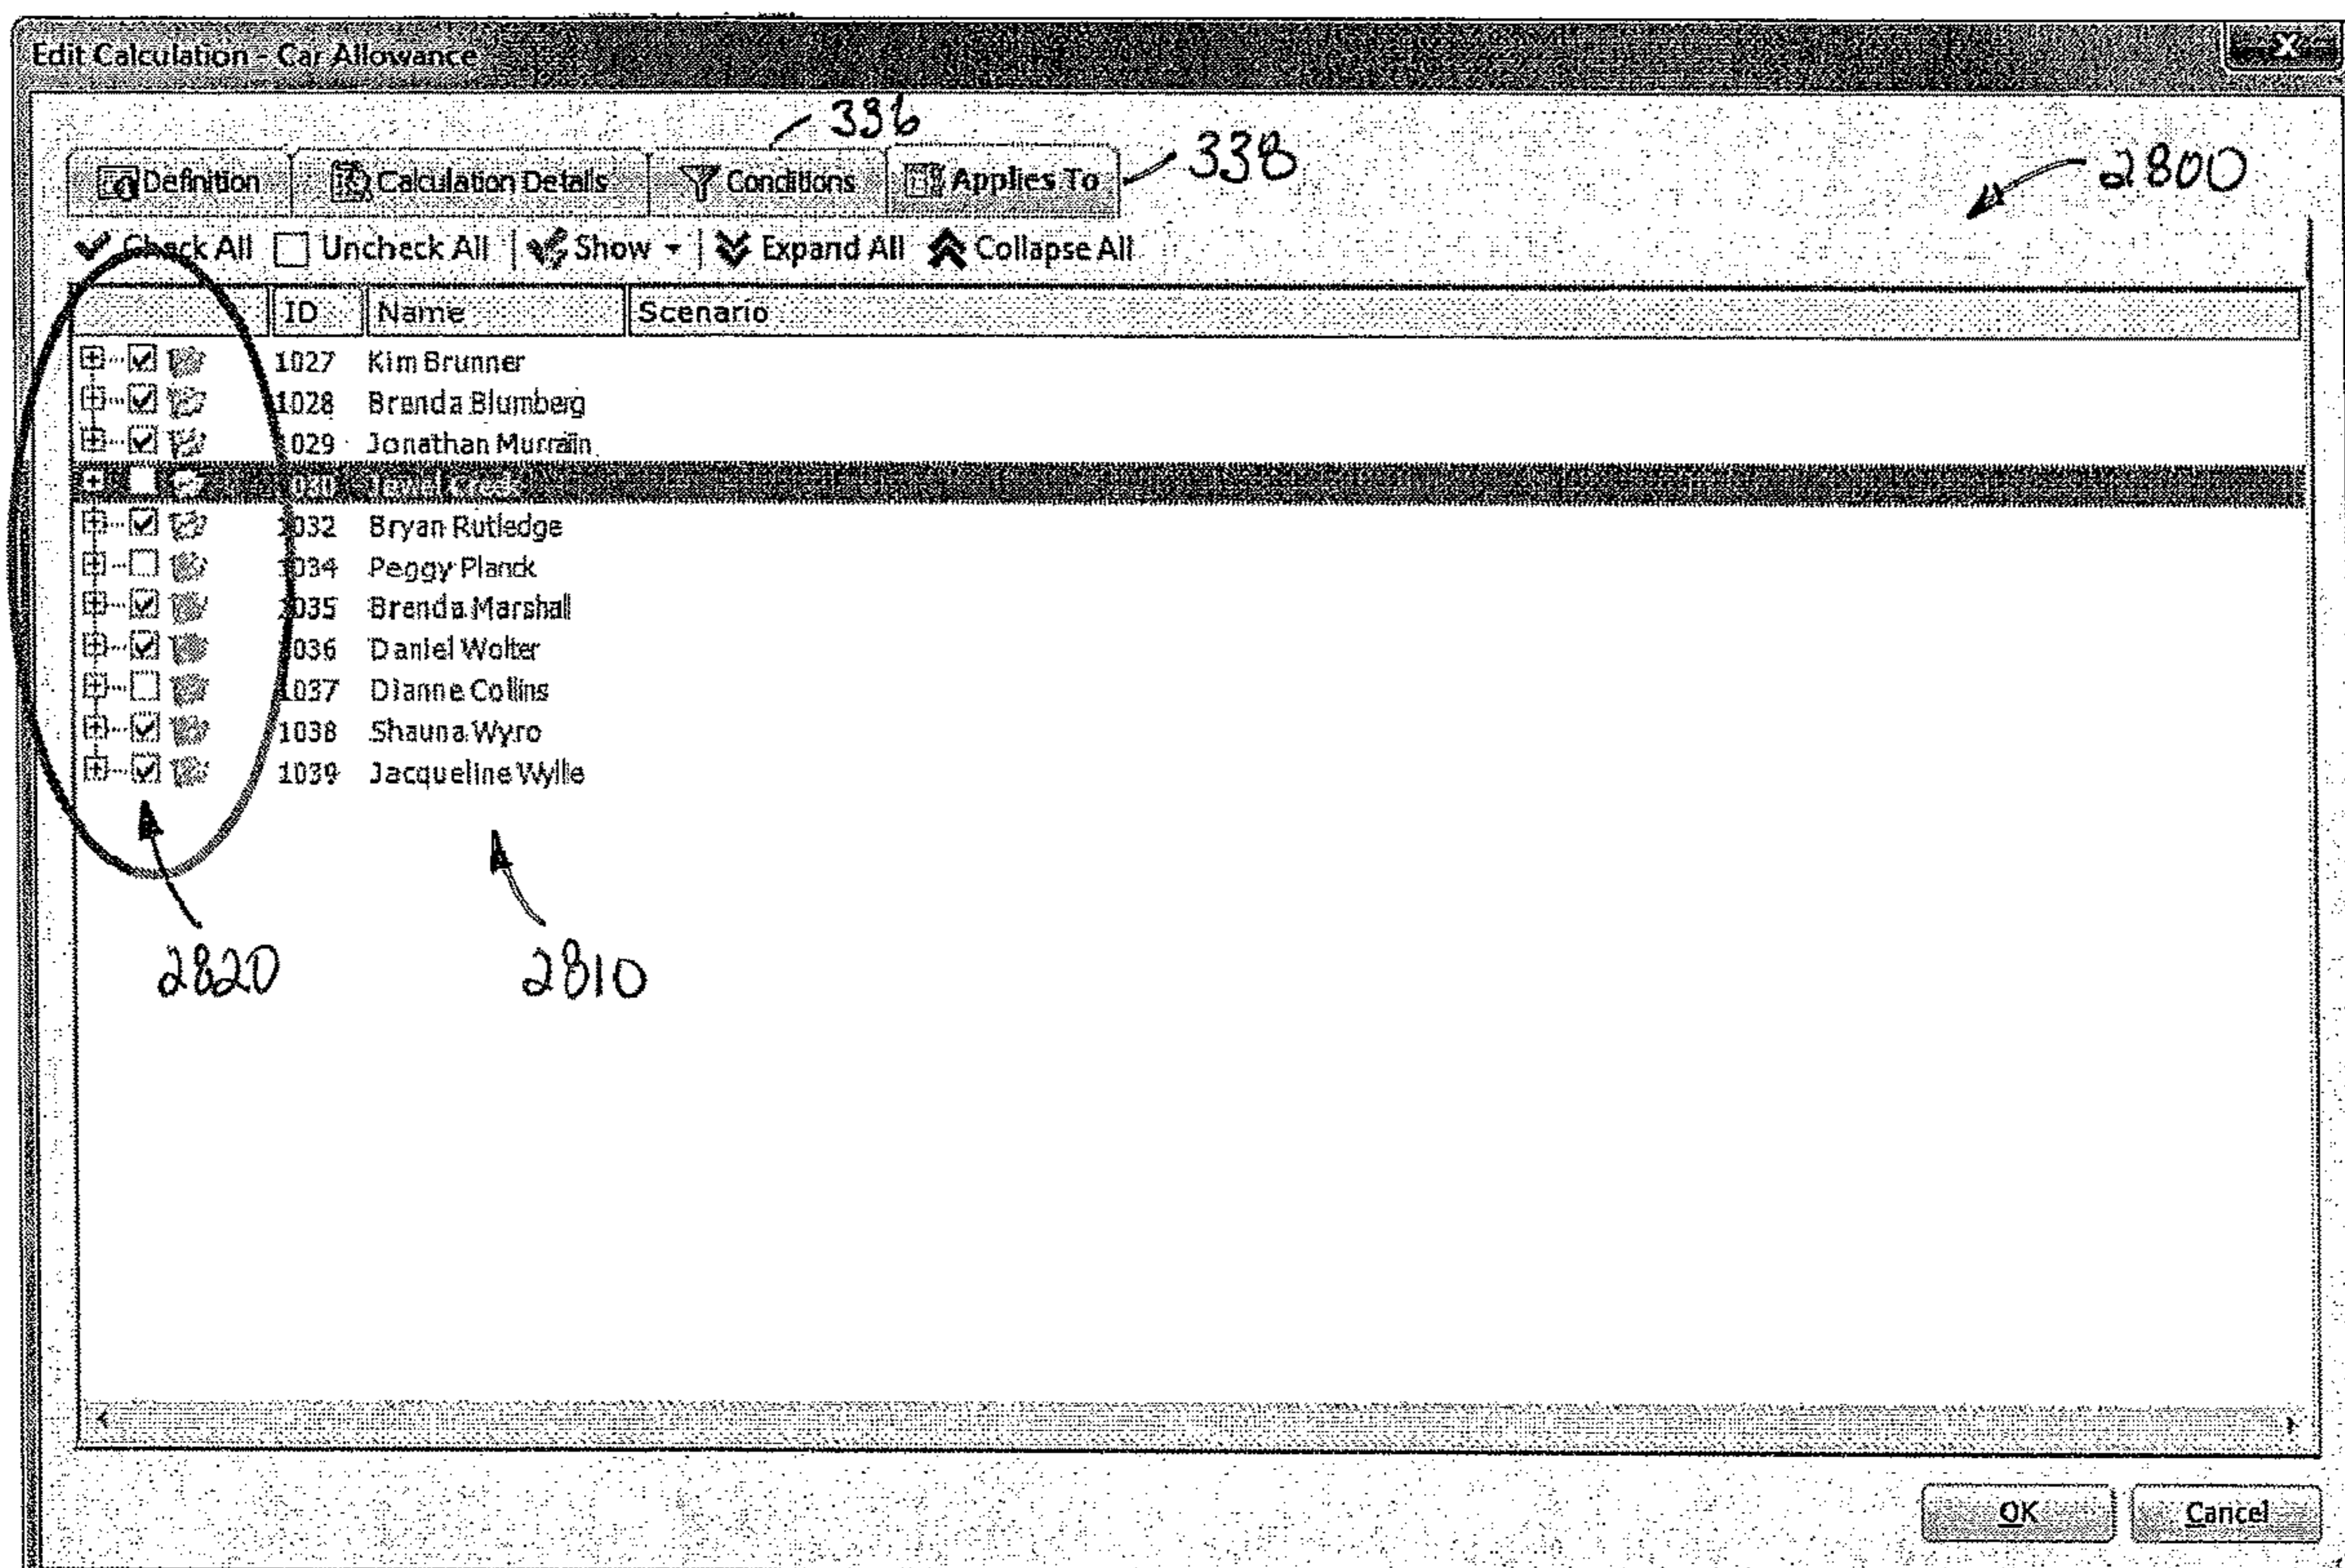 Edit Calculation - Car Allowance X
336
Definition Calculation Details Conditions Applies To 338 2800
Check All Uncheck All Show Expand All Collapse All
ID Name Scenario
1027 Kim Brunner
1028 Brenda Blumberg
1029 Jonathan Murrain
1030
1032 Bryan Rutledge
1034 Peggy Planck
1035 Brenda Marshall
1036 Daniel Wolter
1037 Dianne Collins
1038 Shauna Wyro
1039 Jacqueline Wylie
2820 2810
OK Cancel